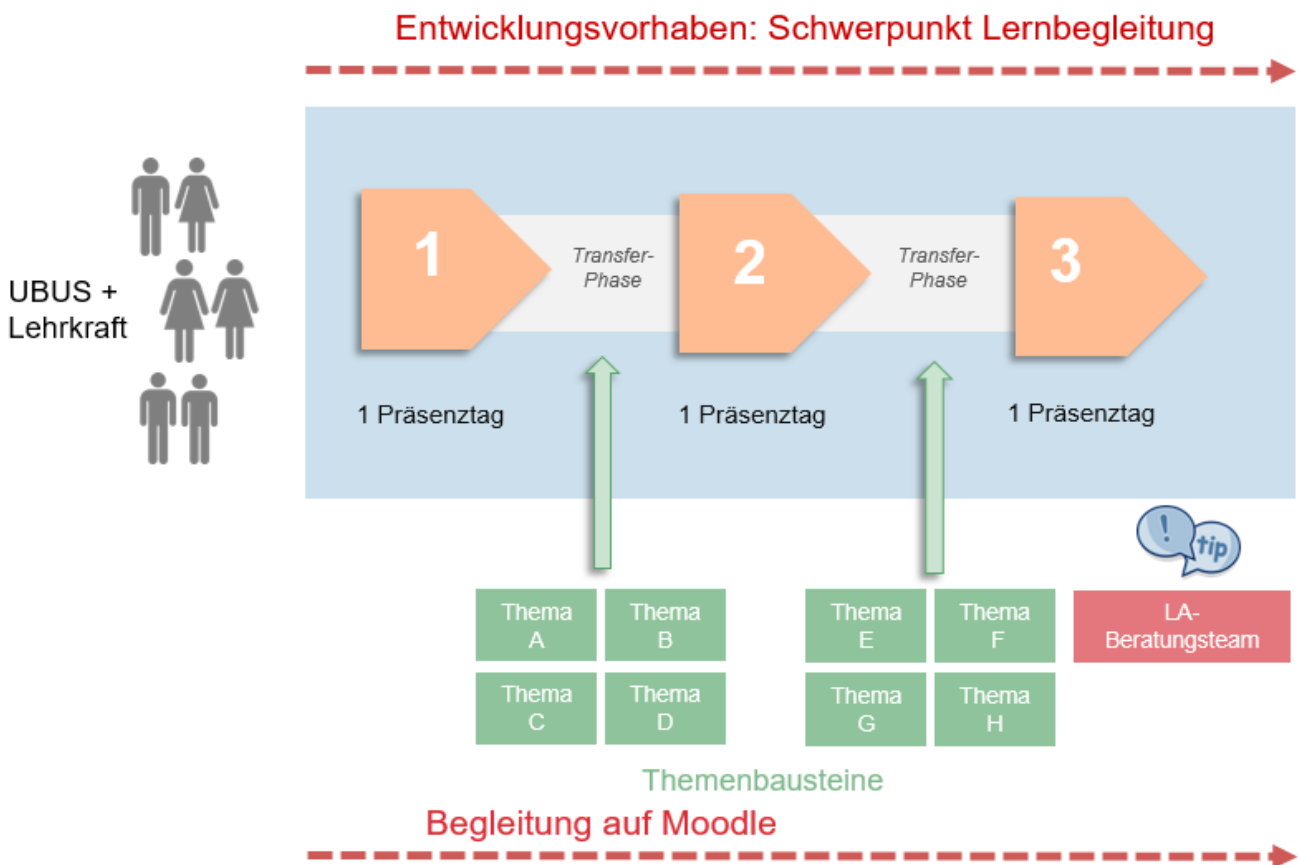 Entwicklungsvorhaben: Schwerpunkt Lernbegleitung
UBUS +
Lehrkraft
1
Transfer-
Phase
2
Transfer-
Phase
3
1 Präsenztag
1 Präsenztag
1 Präsenztag
!
tip
Thema
A
Thema
B
Thema
C
Thema
D
Thema
E
Thema
F
Thema
G
Thema
H
LA-
Beratungsteam
Themenbausteine
Begleitung auf Moodle